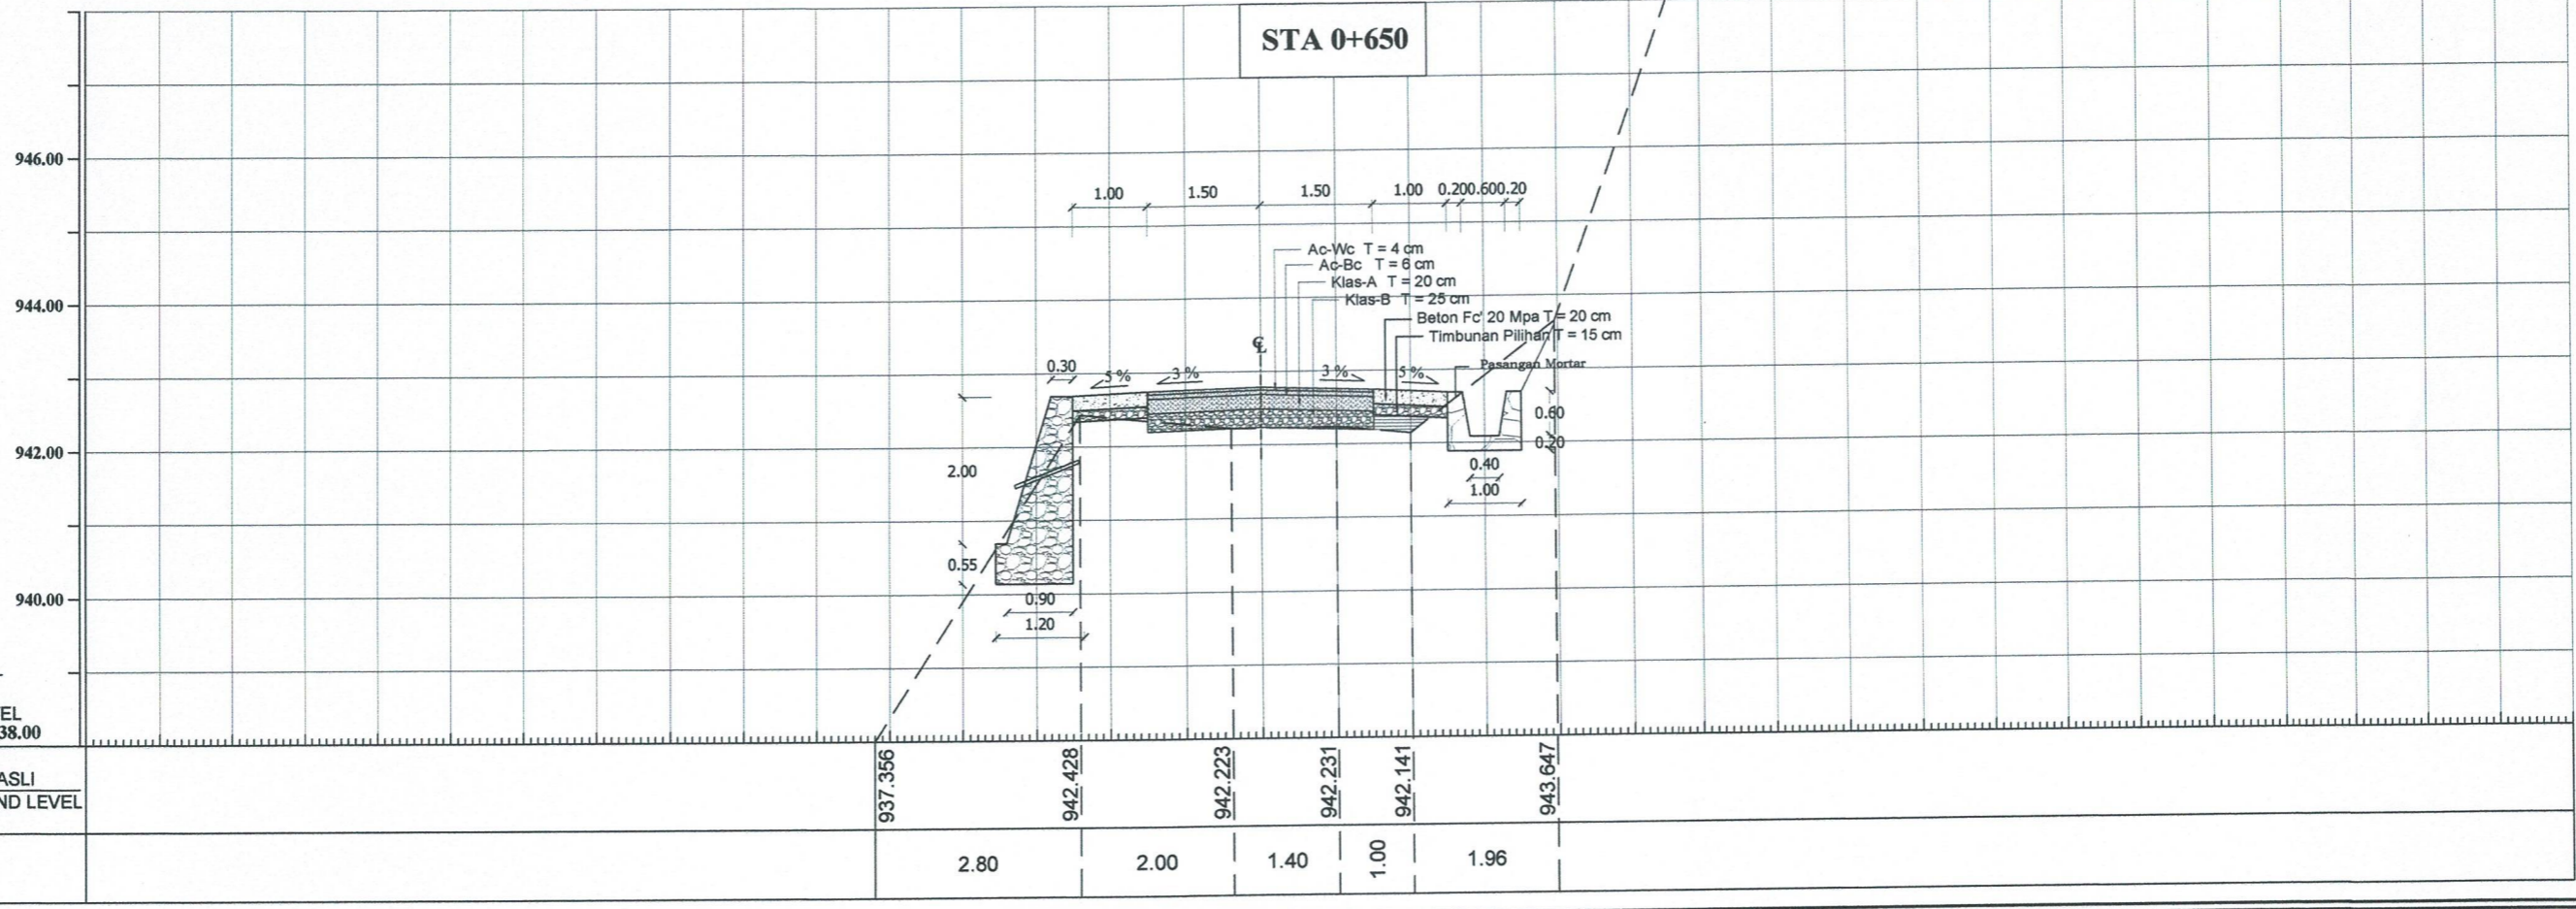 STA 0+650
946.00
1.00 1.50 1.50 1.00 0.20 0.60 0.20
Ac-Wc T = 4 cm
Ac-Bc T = 6 cm
944.00
Klas-A T = 20 cm
Klas-B T = 25 cm
Beton Fc' 20 Mpa T = 20 cm
Timbunan Pilihan T = 15 cm
CL
Pasangan Mortar
0.30
5 % 3 % 3 % 5 %
0.60
0.20
942.00
2.00
0.40
1.00
0.55
940.00
0.90
1.20
EL
38.00
ASLI
ND LEVEL
937.356 942.428 942.223 942.231 942.141 943.647
2.80 2.00 1.40 1.00 1.96